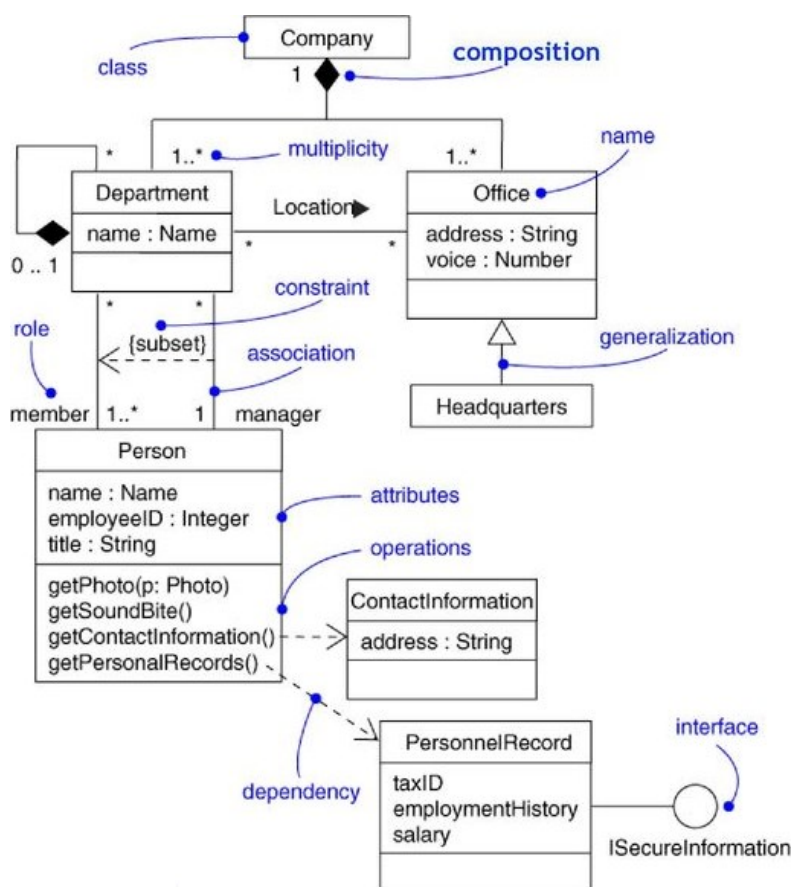 Company
class
1
composition
name
*
1..*
multiplicity
1..*
Department
Office
name : Name
Location
address : String
voice : Number
0 .. 1
*
*
*
*
constraint
role
{subset}
association
generalization
member
1..*
1
manager
Headquarters
Person
name : Name
employeeID : Integer
title : String
attributes
operations
getPhoto(p: Photo)
getSoundBite()
getContactInformation()
getPersonalRecords()
ContactInformation
address : String
PersonnelRecord
interface
taxID
employmentHistory
salary
dependency
ISecureInformation